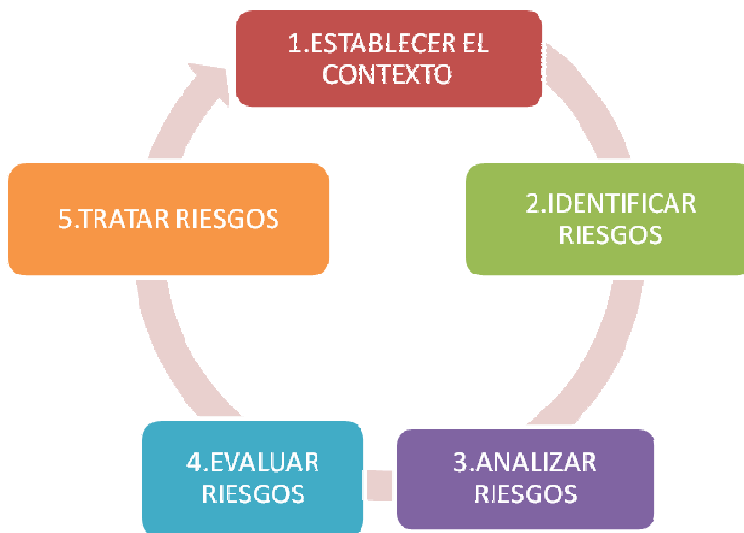 1.ESTABLECER EL
CONTEXTO
2.IDENTIFICAR
RIESGOS
3.ANALIZAR
RIESGOS
4.EVALUAR
RIESGOS
5.TRATAR RIESGOS